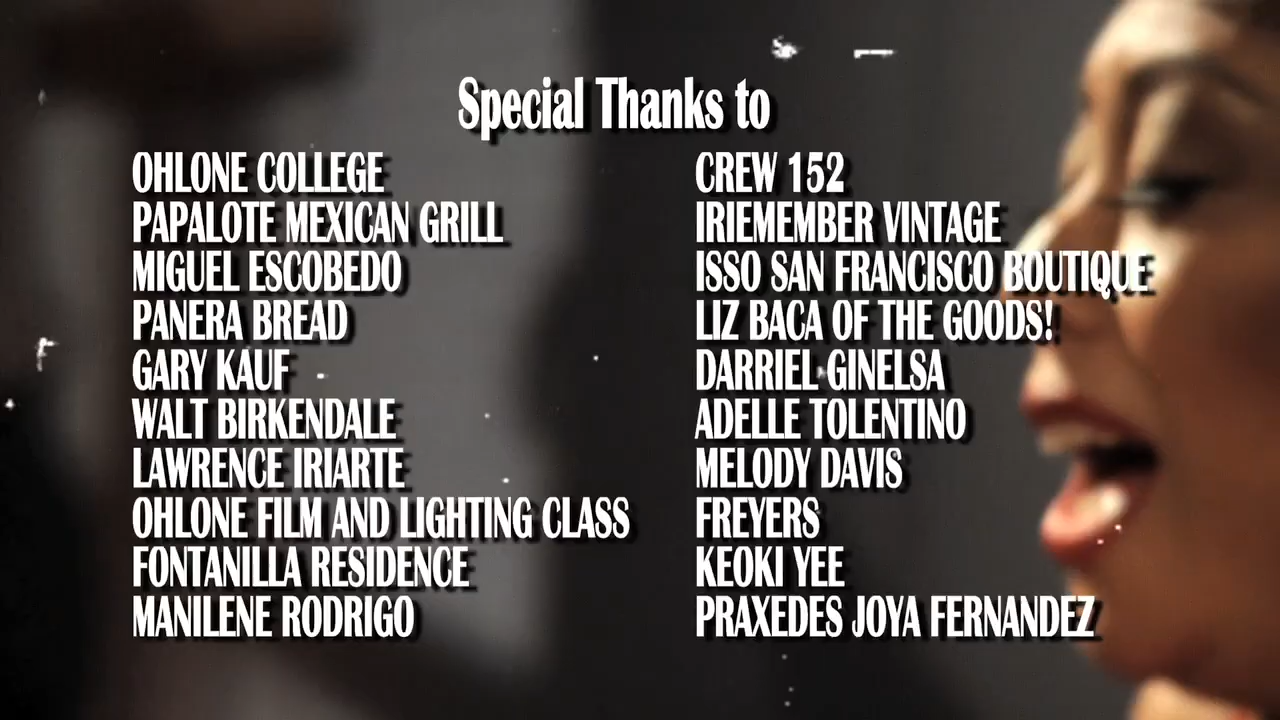 Special Thanks to
OHLONE COLLEGE
PAPALOTE MEXICAN GRILL
MIGUEL ESCOBEDO
PANERA BREAD
GARY KAUF
WALT BIRKENDALE
LAWRENCE IRIARTE
OHLONE FILM AND LIGHTING CLASS
FONTANILLA RESIDENCE
MANILENE RODRIGO
CREW 152
IRIEMEMBER VINTAGE
ISSO SAN FRANCISCO BOUTIQUE
LIZ BACA OF THE GOODS!
DARRIEL GINELSA
ADELLE TOLENTINO
MELODY DAVIS
FREYERS
KEOKI YEE
PRAXEDES JOYA FERNANDEZ